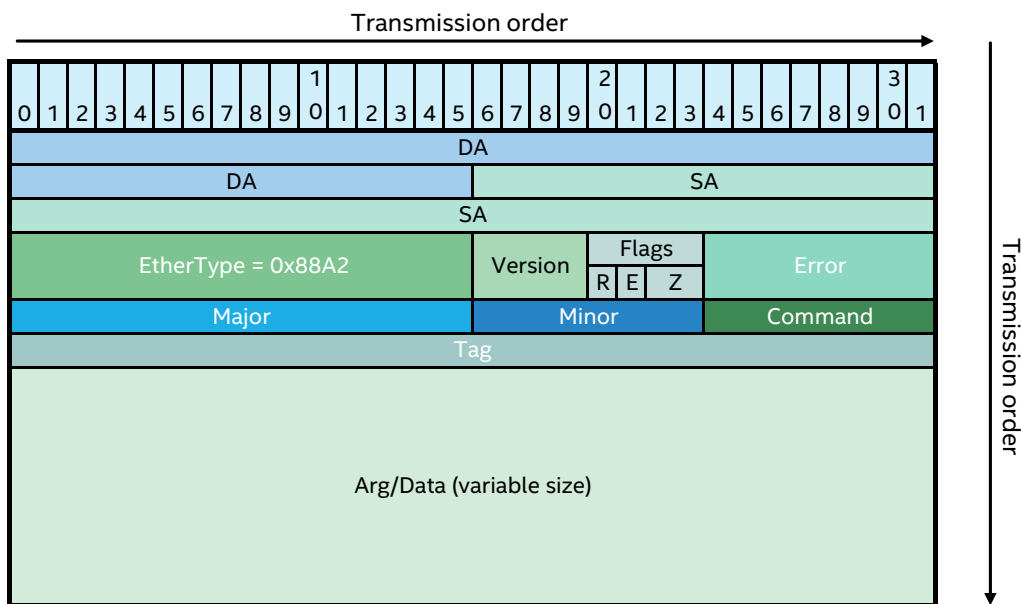 Transmission order
1 2 3
0 1 2 3 4 5 6 7 8 9 0 1 2 3 4 5 6 7 8 9 0 1 2 3 4 5 6 7 8 9 0 1
DA
DA SA
SA
EtherType = 0x88A2 Version Flags Error
R E Z
Major Minor Command
Tag
Arg/Data (variable size)
Transmission order